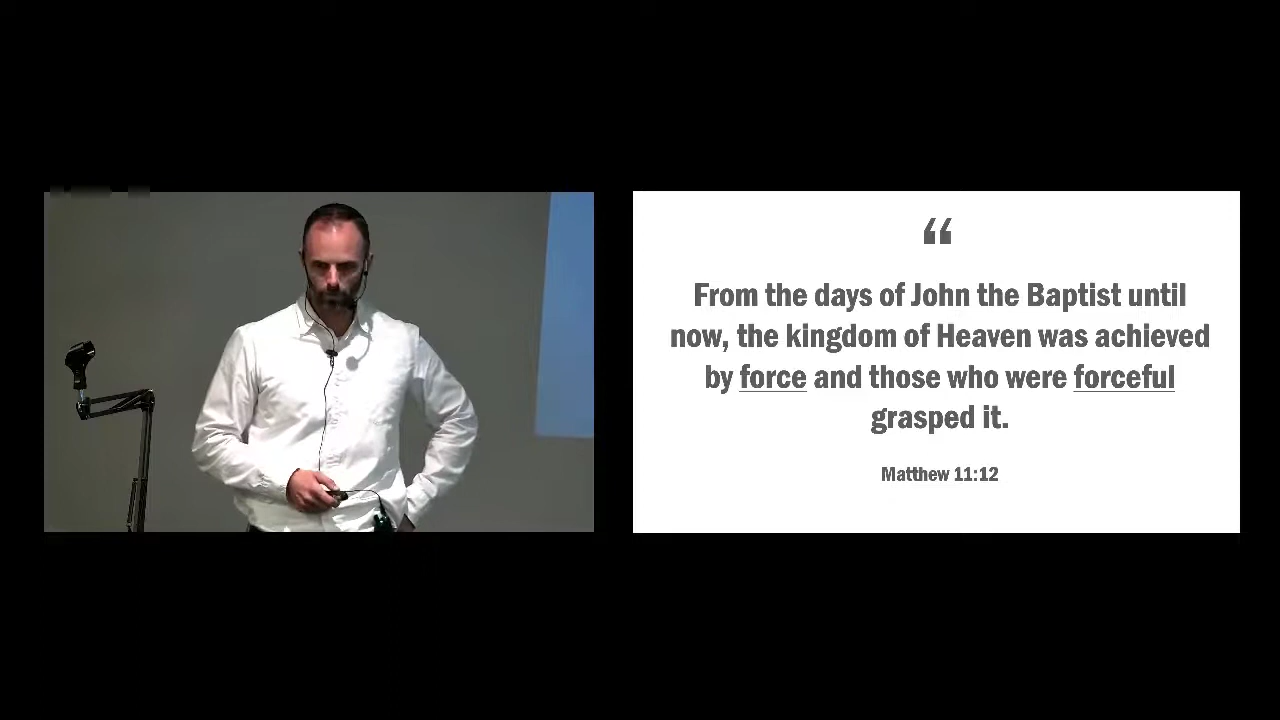 “
From the days of John the Baptist until
now, the kingdom of Heaven was achieved
by force and those who were forceful
grasped it.
Matthew 11:12